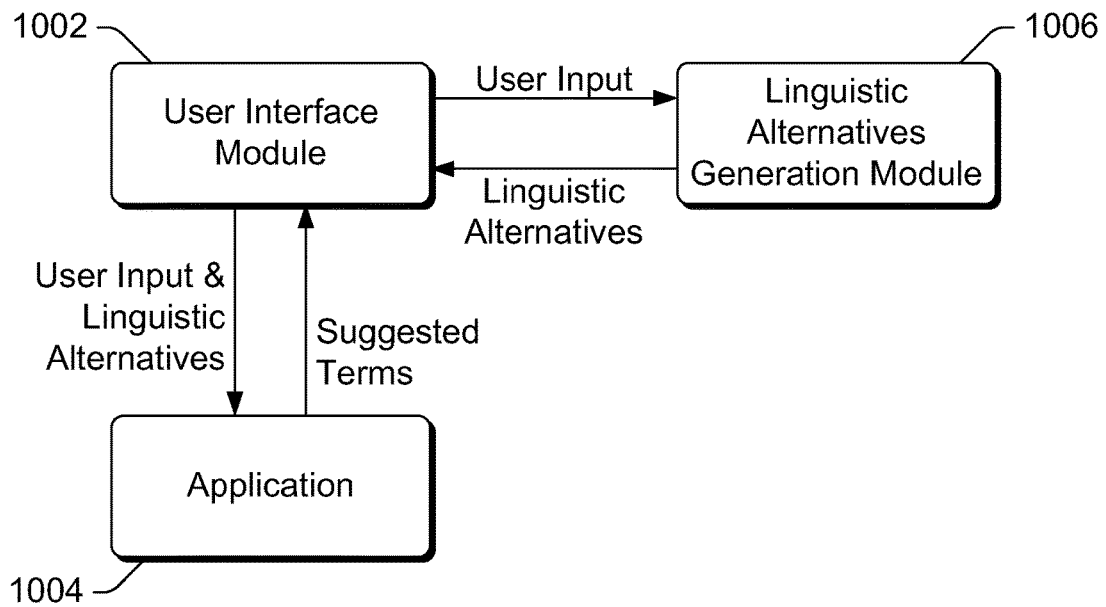 1002
1006
User Interface
Module
User Input
Linguistic
Alternatives
Generation Module
Linguistic
Alternatives
User Input &
Linguistic
Alternatives
Suggested
Terms
Application
1004